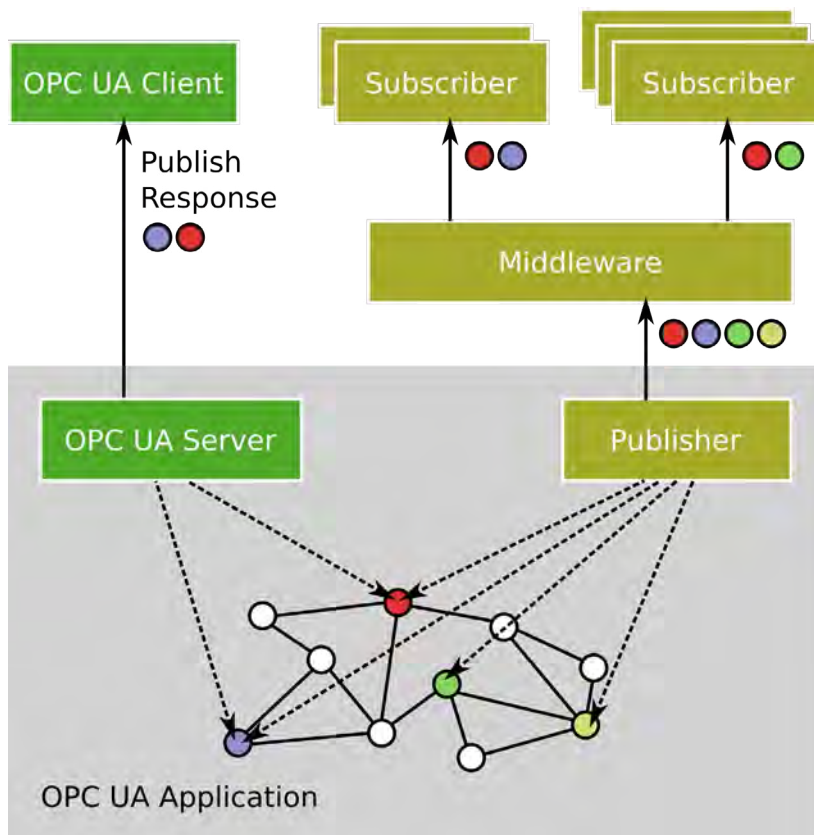 OPC UA Client
Subscriber
Subscriber
Publish
Response
Middleware
OPC UA Server
Publisher
OPC UA Application